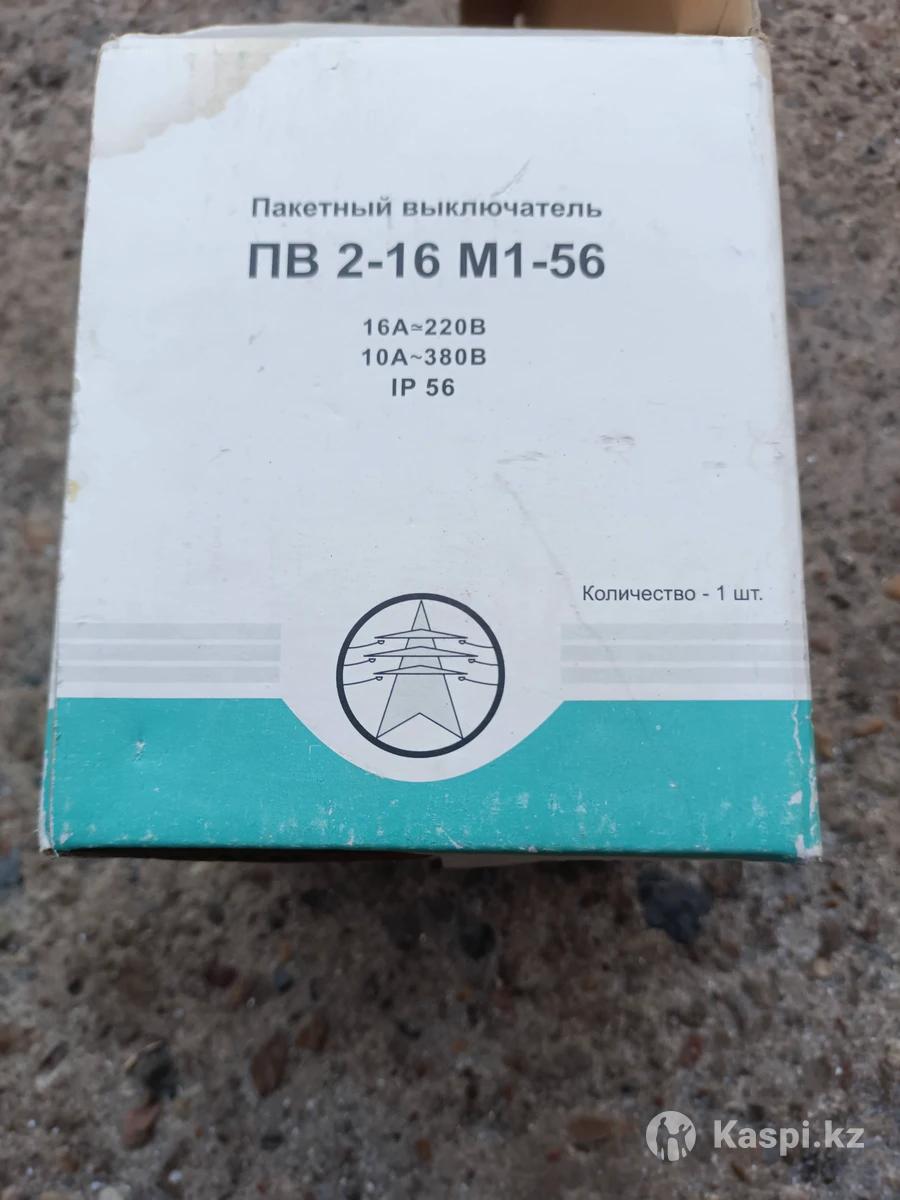 Пакетный выключатель
ПВ 2-16 М1-56
16А≃220В
10А~380В
IP 56
Количество - 1 шт.
Kaspi.kz